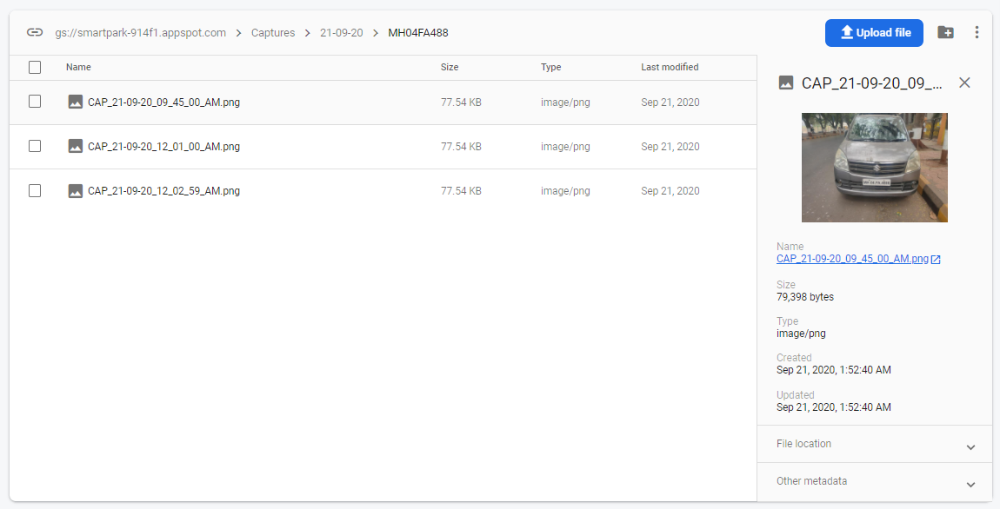 gs://smartpark-914f1.appspot.com > Captures > 21-09-20 > MH04FA488
Upload file
Name Size Type Last modified
CAP_21-09-20_09_45_00_AM.png 77.54 KB image/png Sep 21, 2020
CAP_21-09-20_12_01_00_AM.png 77.54 KB image/png Sep 21, 2020
CAP_21-09-20_12_02_59_AM.png 77.54 KB image/png Sep 21, 2020
CAP_21-09-20_09_...
Name
CAP_21-09-20_09_45_00_AM.png
Size
79,398 bytes
Type
image/png
Created
Sep 21, 2020, 1:52:40 AM
Updated
Sep 21, 2020, 1:52:40 AM
File location
Other metadata